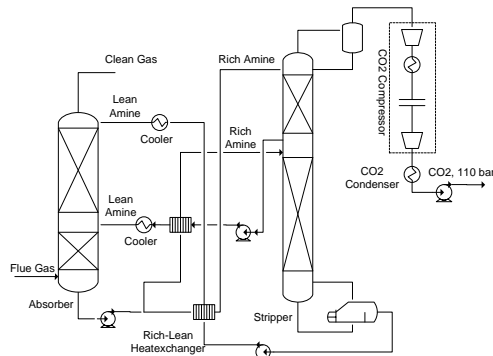 Clean Gas
Rich Amine
Lean
Amine
Cooler
Rich
Amine
CO2 Compressor
Lean
Amine
Cooler
CO2
Condenser
CO2, 110 bar
Flue Gas
Absorber
Stripper
Rich-Lean
Heatexchanger